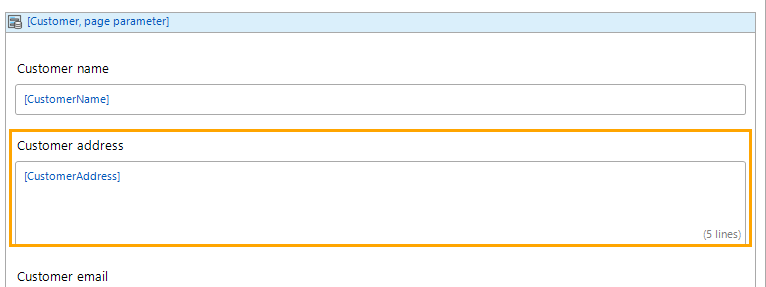 [Customer, page parameter]
Customer name
[CustomerName]
Customer address
[CustomerAddress]
(5 lines)
Customer email